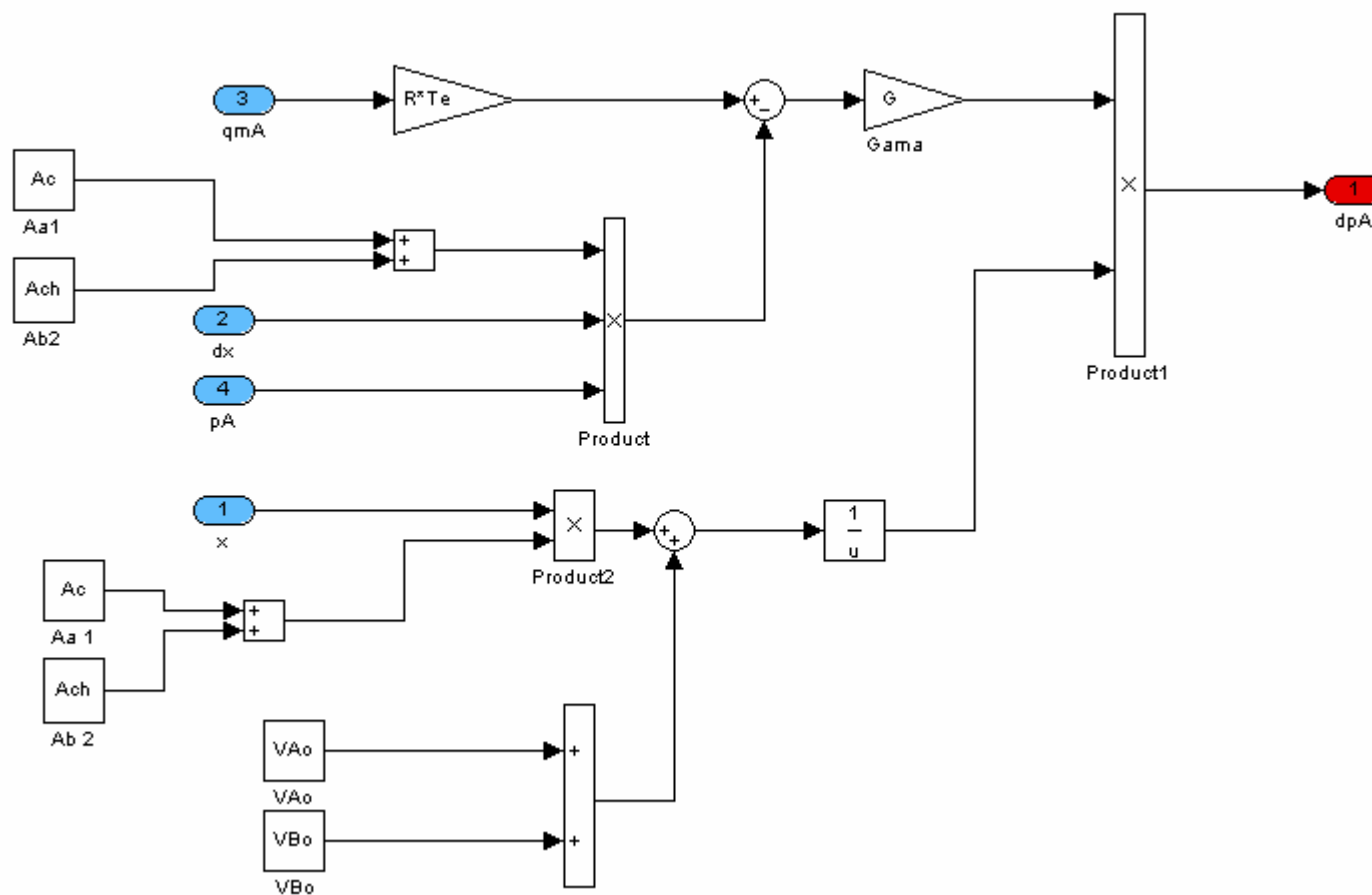 3
qmA
R*Te
+
−
G
Gama
×
1
dpA
Product1
Ac
Aa1
Ach
Ab2
+
+
2
dx
4
pA
×
Product
1
x
×
Product2
+
+
1
u
Ac
Aa 1
Ach
Ab 2
+
+
VAo
VAo
VBo
VBo
+
+